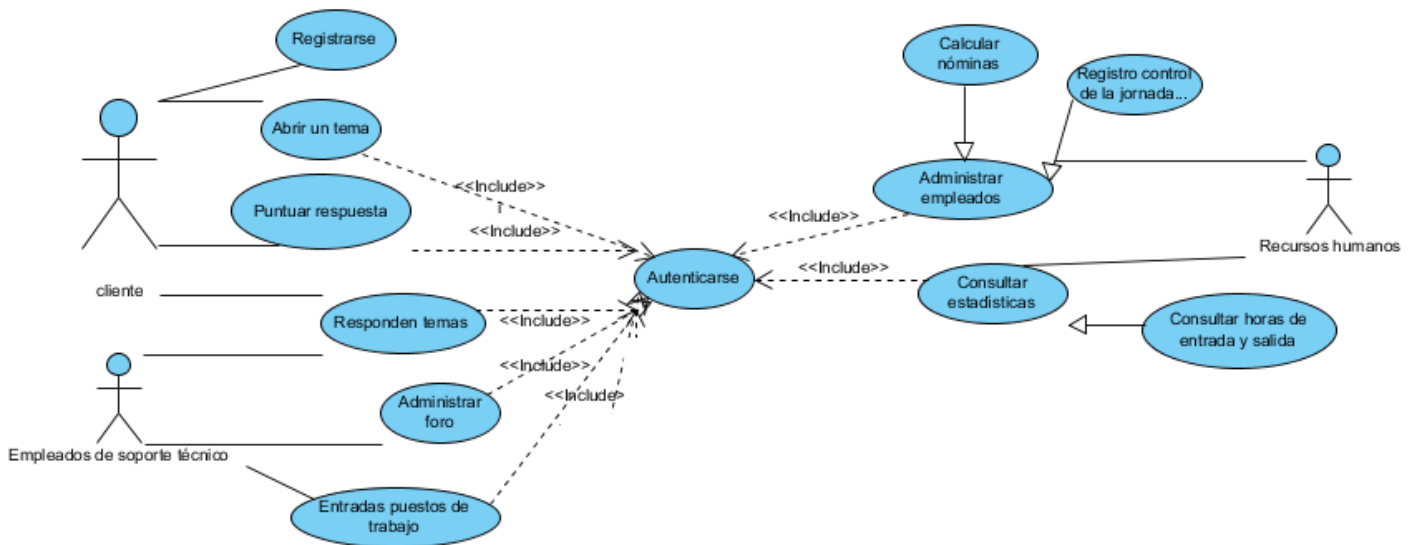 Registrarse
Calcular
nóminas
Registro control
de la jornada...
Abrir un tema
<<Include>>
Administrar
empleados
Puntuar respuesta
<<Include>>
<<Include>>
Recursos humanos
Autenticarse
<<Include>>
Consultar
estadísticas
cliente
Responden temas
<<Include>>
Consultar horas de
entrada y salida
<<Include>>
Administrar
foro
<<Include>
Empleados de soporte técnico
Entradas puestos de
trabajo